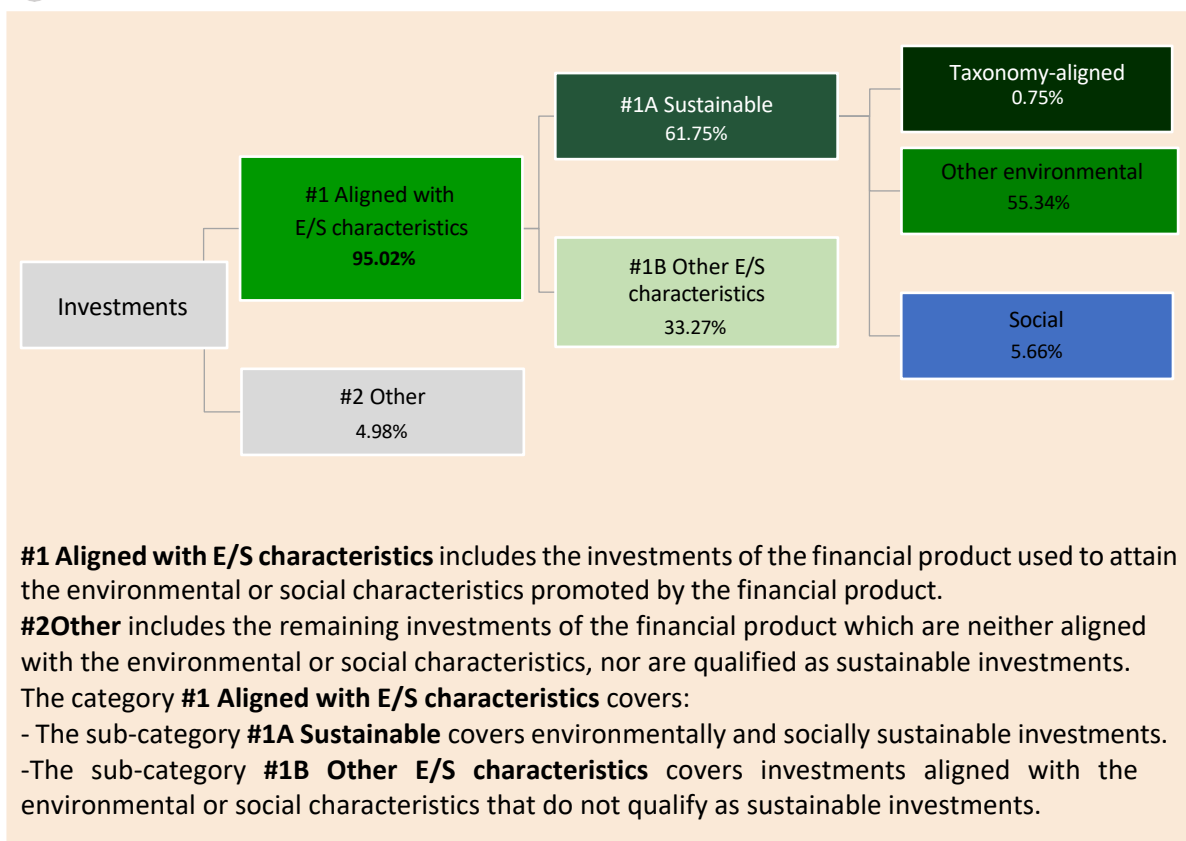 Taxonomy-aligned
0.75%
#1A Sustainable
61.75%
Other environmental
55.34%
#1 Aligned with
E/S characteristics
95.02%
#1B Other E/S
characteristics
33.27%
Investments
Social
5.66%
#2 Other
4.98%
#1 Aligned with E/S characteristics includes the investments of the financial product used to attain
the environmental or social characteristics promoted by the financial product.
#2Other includes the remaining investments of the financial product which are neither aligned
with the environmental or social characteristics, nor are qualified as sustainable investments.
The category #1 Aligned with E/S characteristics covers:
- The sub-category #1A Sustainable covers environmentally and socially sustainable investments.
-The sub-category #1B Other E/S characteristics covers investments aligned with the
environmental or social characteristics that do not qualify as sustainable investments.